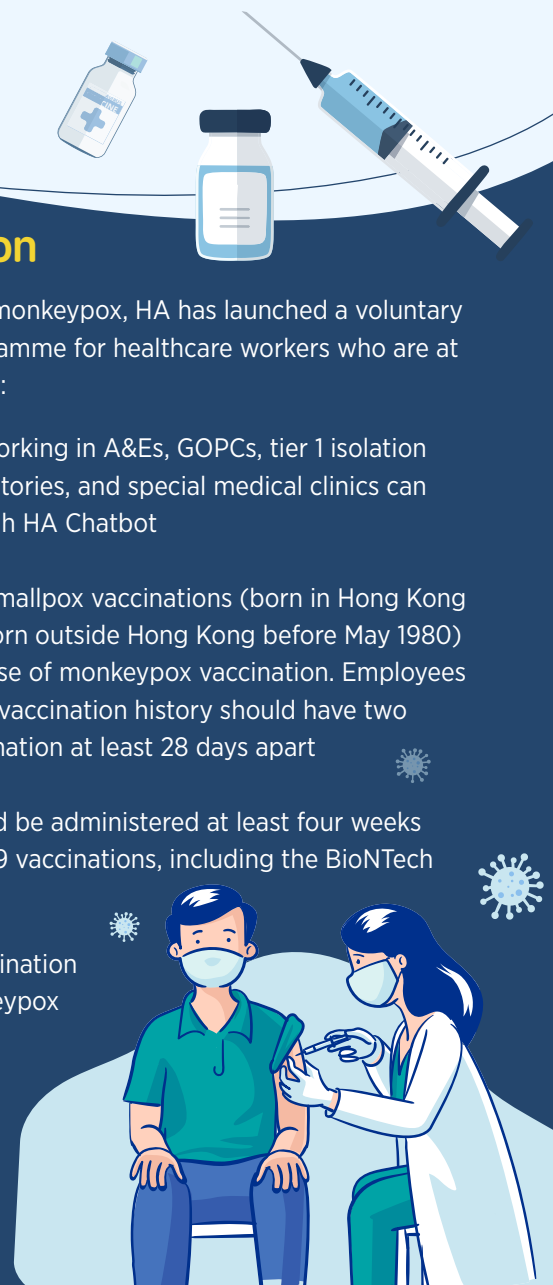 on
monkeypox, HA has launched a voluntary
amme for healthcare workers who are at
:
orking in A&Es, GOPCs, tier 1 isolation
tories, and special medical clinics can
h HA Chatbot
mallpox vaccinations (born in Hong Kong
orn outside Hong Kong before May 1980)
se of monkeypox vaccination. Employees
vaccination history should have two
nation at least 28 days apart
d be administered at least four weeks
9 vaccinations, including the BioNTech
ination
eypox